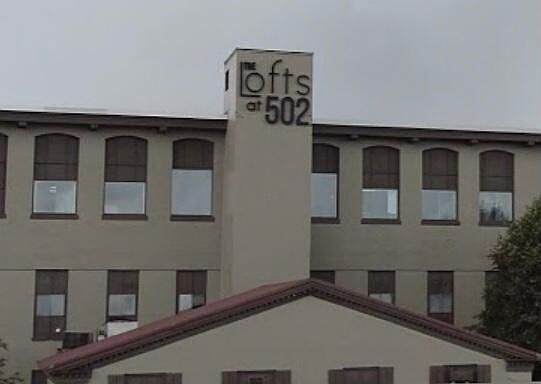 THE
Lofts
at 502